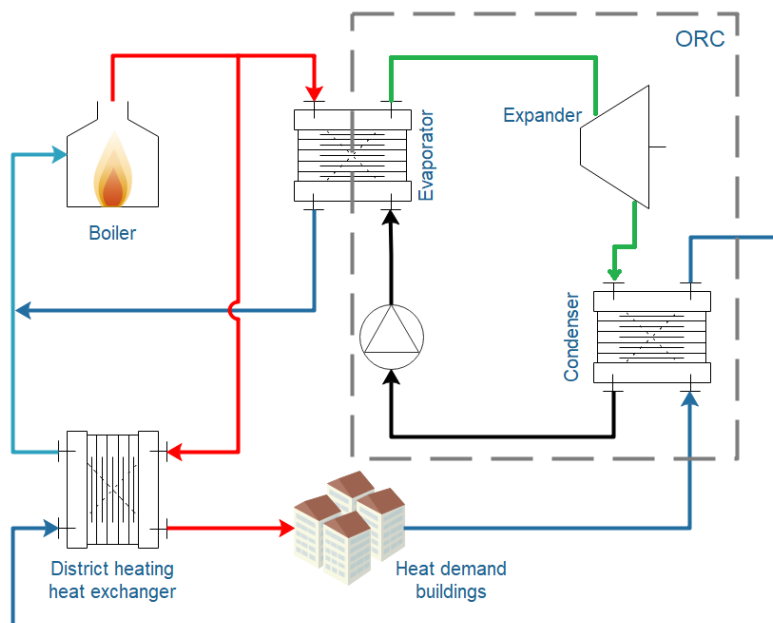 ORC
Expander
Evaporator
Boiler
Condenser
District heating
heat exchanger
Heat demand
buildings